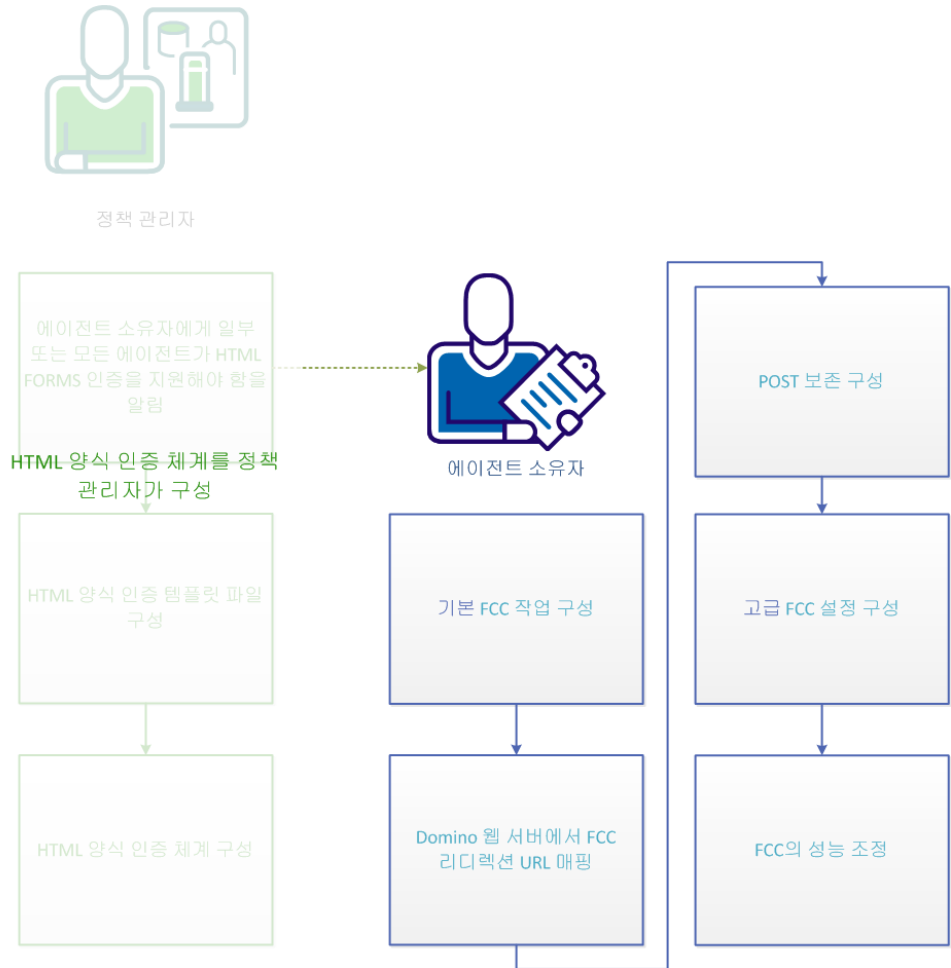 정책 관리자
에이전트 소유자에게 일부
또는 모든 에이전트가 HTML
FORMS 인증을 지원해야 항을
알림
HTML 양식 인증 체계를 정책
관리자가 구성
HTML 양식 인증 템플릿 파일
구성
HTML 양식 인증 체계 구성
에이전트 소유자
기본 FCC 작업 구성
Domino 웹 서버에서 FCC
리디렉션 URL 매핑
POST 보존 구성
고급 FCC 설정 구성
FCC의 성능 조정